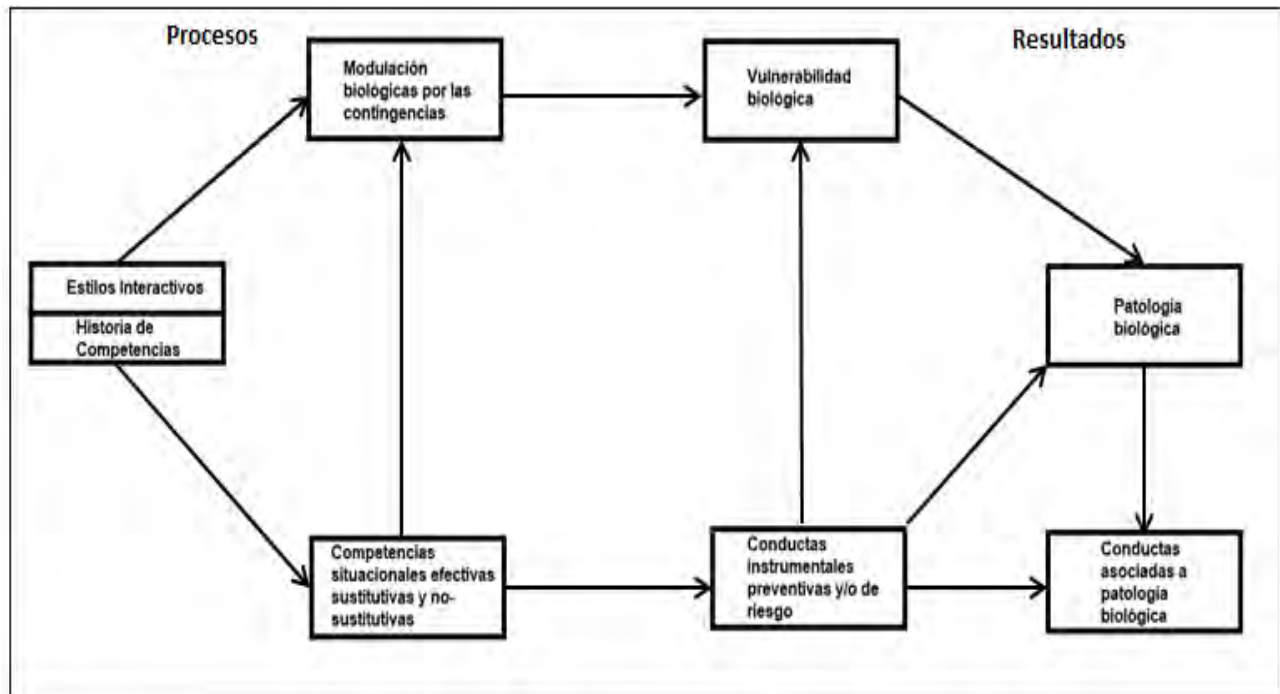 Procesos
Resultados
Modulación
biológicas por las
contingencias
Vulnerabilidad
biológica
Estilos Interactivos
Historia de
Competencias
Patología
biológica
Competencias
situacionales efectivas
sustitutivas y no-
sustitutivas
Conductas
instrumentales
preventivas y/o de
riesgo
Conductas
asociadas a
patología
biológica